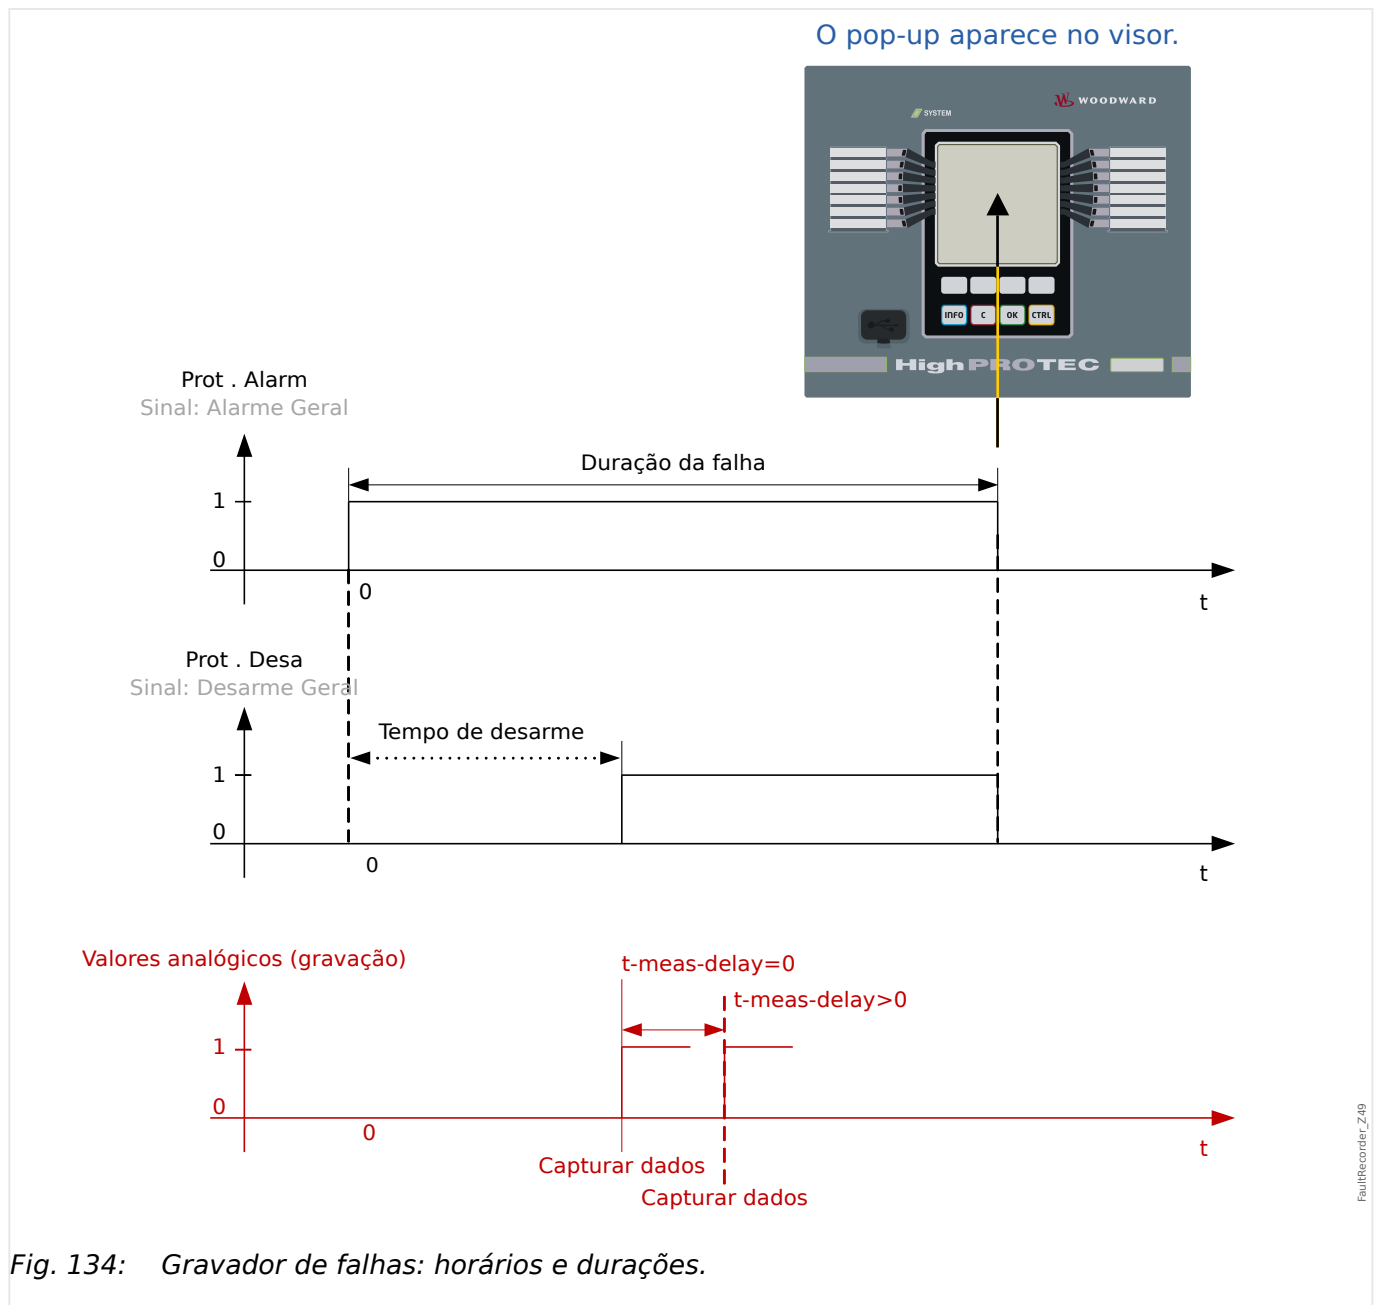 O pop-up aparece no visor.
WOODWARD
SYSTEM
INFO
C
OK
CTRL
HighPROTEC
Prot . Alarm
Sinal: Alarme Geral
Duração da falha
1
0
0
t
Prot . Desa
Sinal: Desarme Geral
Tempo de desarme
1
0
0
t
Valores analógicos (gravação)
t-meas-delay=0
t-meas-delay>0
1
0
0
t
Capturar dados
Capturar dados
FaultRecorder_Z49
Fig. 134: Gravador de falhas: horários e durações.